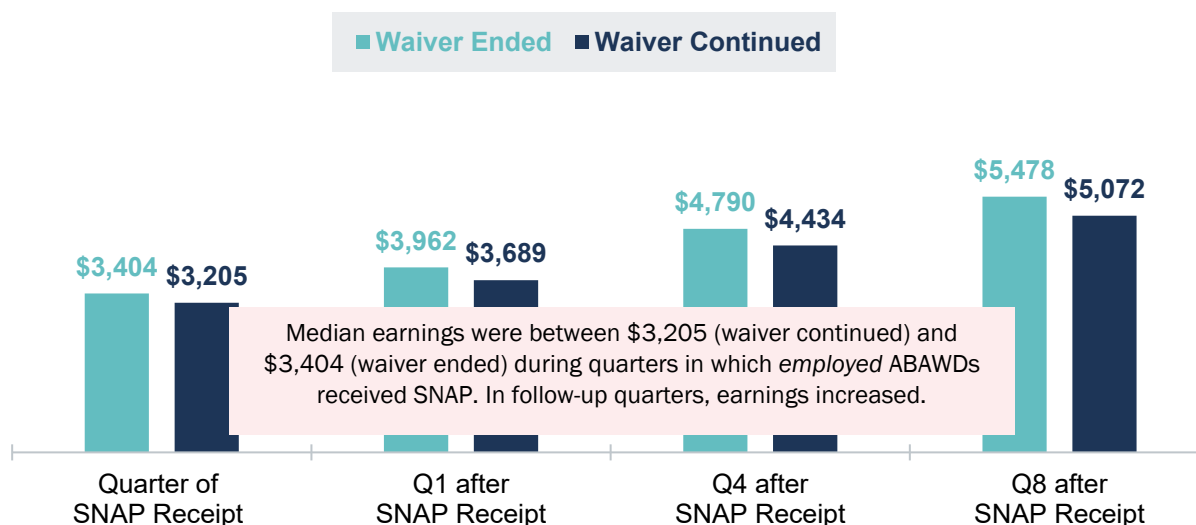 Waiver Ended Waiver Continued
$5,478
$5,072
$4,790
$4,434
$3,962
$3,689
$3,404
$3,205
Median earnings were between $3,205 (waiver continued) and
$3,404 (waiver ended) during quarters in which employed ABAWDs
received SNAP. In follow-up quarters, earnings increased.
Quarter of
SNAP Receipt
Q1 after
SNAP Receipt
Q4 after
SNAP Receipt
Q8 after
SNAP Receipt